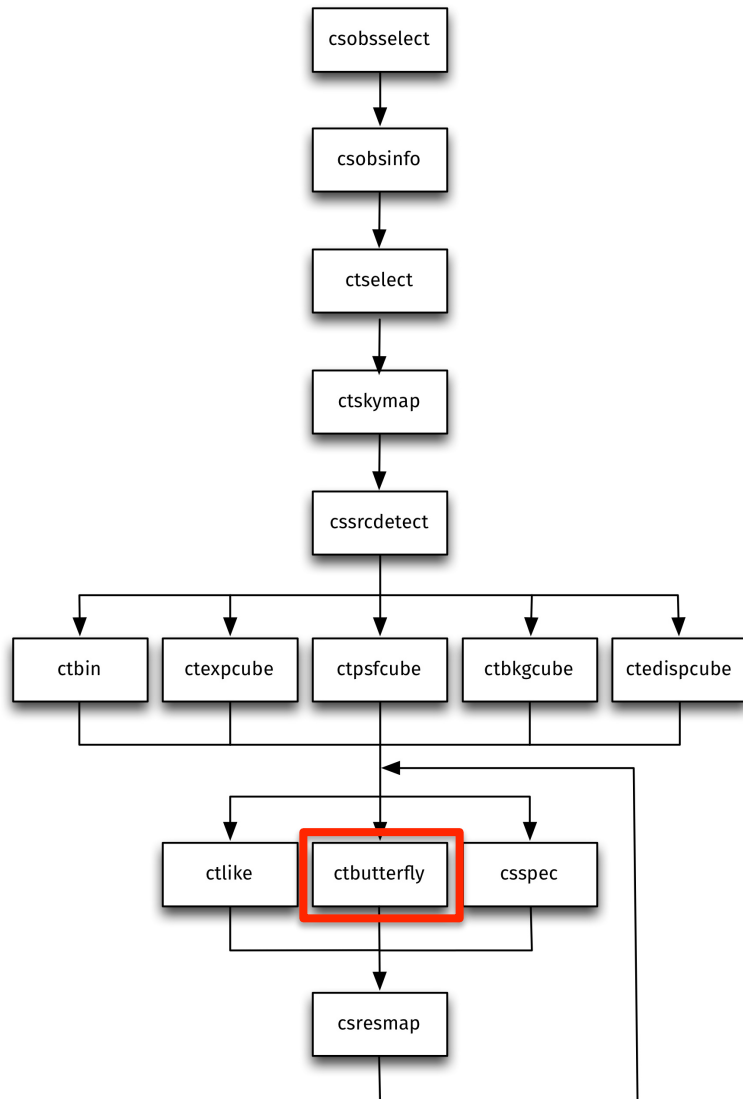 csobsselect
csobsinfo
ctselect
ctskymap
cssrcdetect
ctbin
ctexpcube
ctpsfcube
ctbkgcube
ctedispcube
ctlike
ctbutterfly
csspec
csresmap